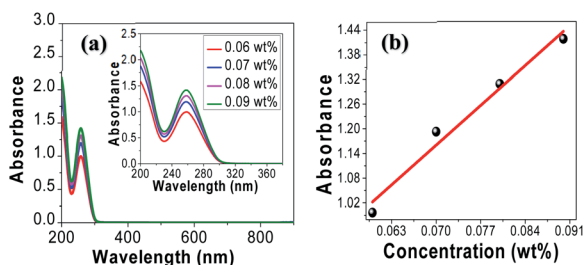 (a)
Absorbance
3.0
2.5
2.0
1.5
1.0
0.5
0.0
200 400 600 800
Wavelength (nm)
Absorbance
2.5
2.0
1.5
1.0
0.5
0.0
200 240 280 320 360
Wavelength (nm)
0.06 wt%
0.07 wt%
0.08 wt%
0.09 wt%
(b)
Absorbance
1.44
1.38
1.32
1.26
1.20
1.14
1.08
1.02
0.063 0.070 0.077 0.084 0.091
Concentration (wt%)